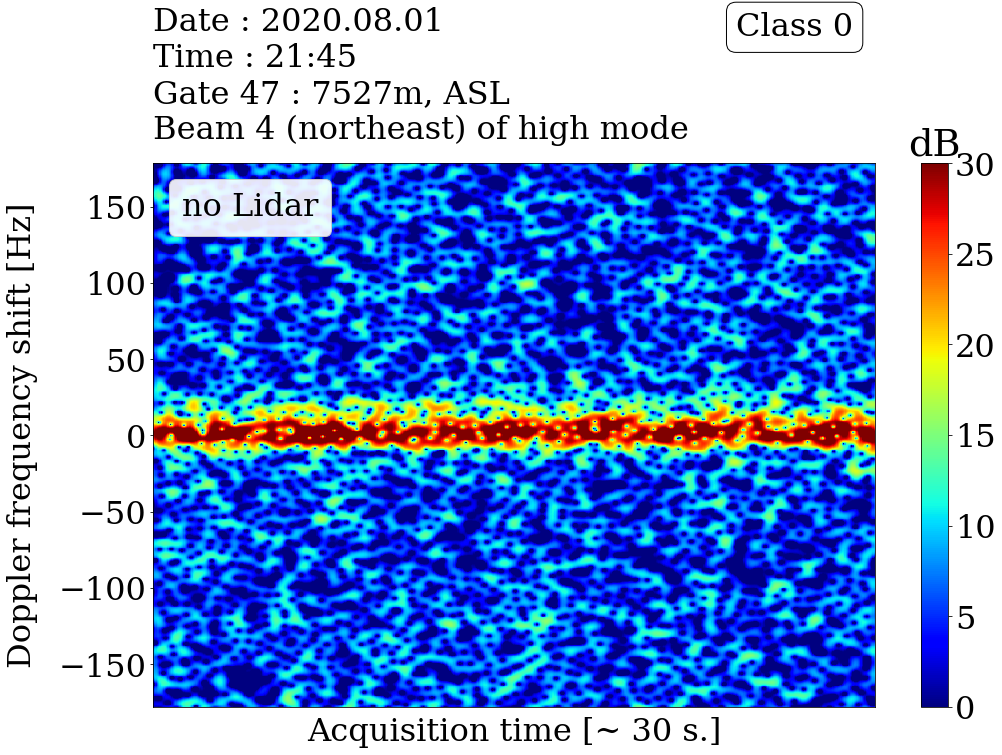 Date : 2020.08.01
Time : 21:45
Gate 47 : 7527m, ASL
Beam 4 (northeast) of high mode
Class 0
dB
no Lidar
Doppler frequency shift [Hz]
150
100
50
0
−50
−100
−150
30
25
20
15
10
5
0
Acquisition time [~ 30 s.]